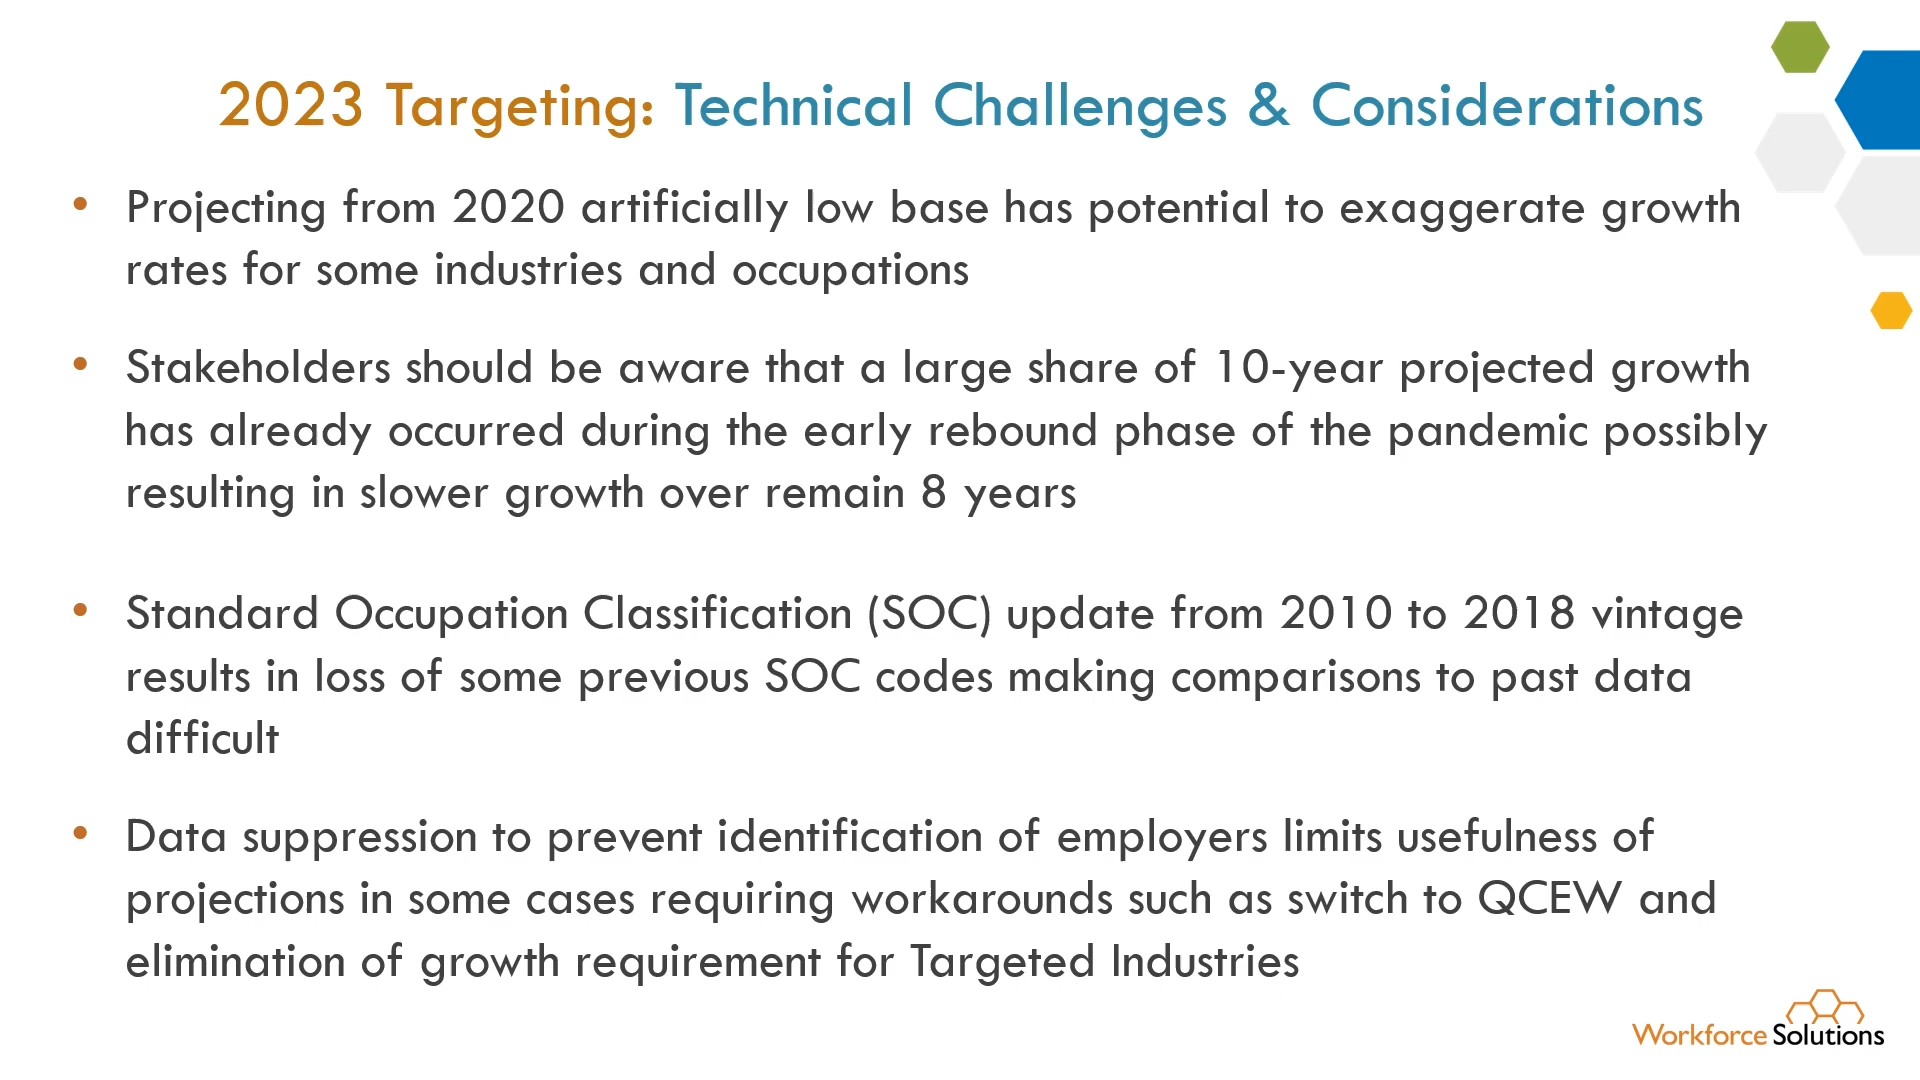 2023 Targeting: Technical Challenges & Considerations
• Projecting from 2020 artificially low base has potential to exaggerate growth
rates for some industries and occupations
• Stakeholders should be aware that a large share of 10-year projected growth
has already occurred during the early rebound phase of the pandemic possibly
resulting in slower growth over remain 8 years
• Standard Occupation Classification (SOC) update from 2010 to 2018 vintage
results in loss of some previous SOC codes making comparisons to past data
difficult
• Data suppression to prevent identification of employers limits usefulness of
projections in some cases requiring workarounds such as switch to QCEW and
elimination of growth requirement for Targeted Industries
Workforce Solutions